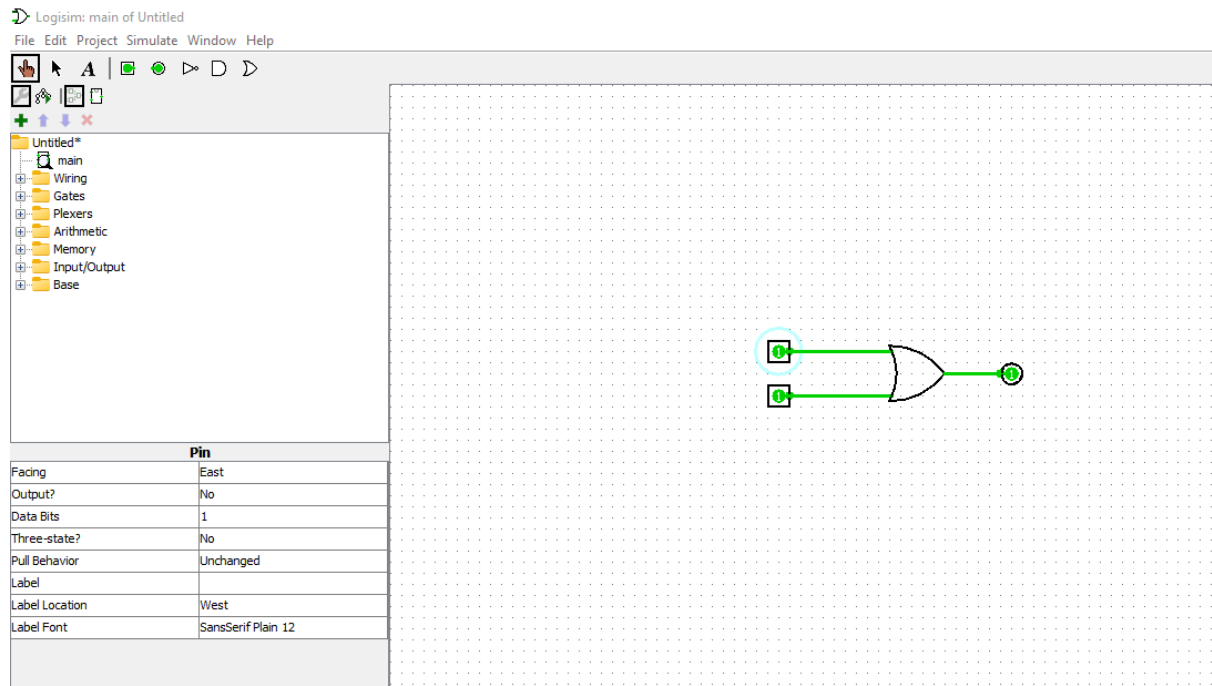 Logisim: main of Untitled
File Edit Project Simulate Window Help
A
Untitled*
main
Wiring
Gates
Plexers
Arithmetic
Memory
Input/Output
Base
Pin
Facing East
Output? No
Data Bits 1
Three-state? No
Pull Behavior Unchanged
Label
Label Location West
Label Font SansSerif Plain 12
1
1
1